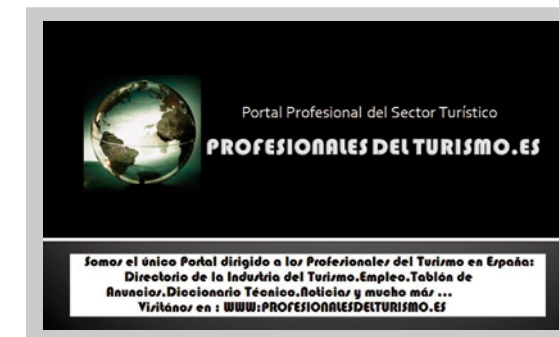 Portal Profesional del Sector Turístico
PROFESIONALES DEL TURISMO.ES
Somos el único Portal dirigido a los Profesionales del Turismo en España:
Directorio de la Industria del Turismo.Empleo.Tablón de
Anuncios.Diccionario Técnico.Noticias y mucho más ...
Visitános en : WWW:PROFESIONALESDELTURISMO.ES